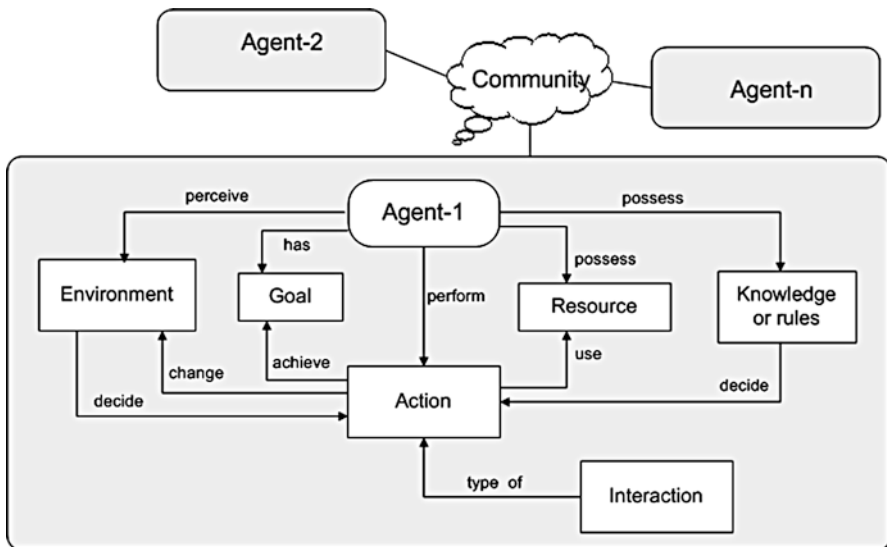 Agent-2
Community
Agent-n
perceive
Agent-1
possess
has
possess
Environment
Goal
perform
Resource
Knowledge
or rules
achieve
use
change
decide
Action
decide
type of
Interaction